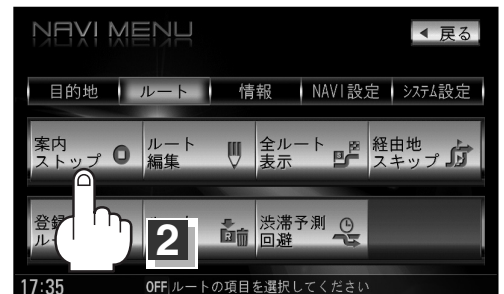 NAVI MENU
戻る
目的地 ルート 情報 NAVI設定 システム設定
案内
ストップ
ルート
編集
全ルート
表示
経由地
スキップ
登録
ル
2
渋滞予測
回避
17:35 OFF ルートの項目を選択してください